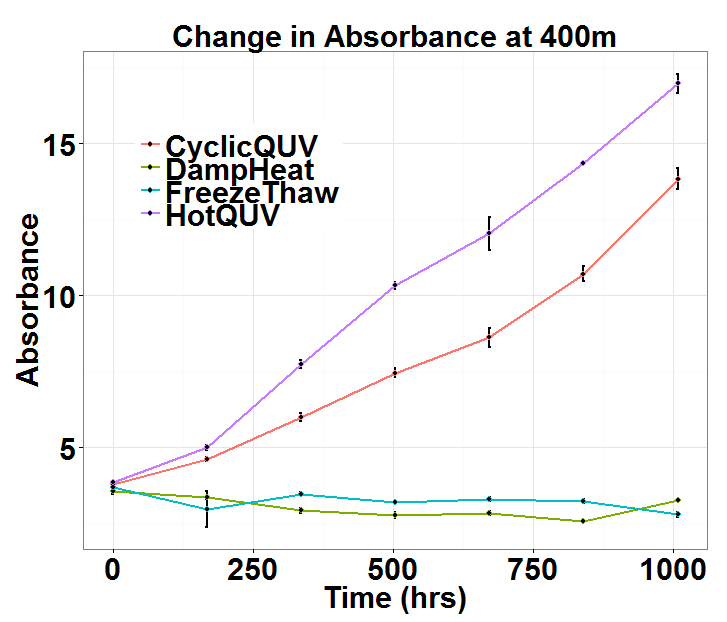 Change in Absorbance at 400m
15
10
5
Absorbance
CyclicQUV
DampHeat
FreezeThaw
HotQUV
0 250 500 750 1000
Time (hrs)